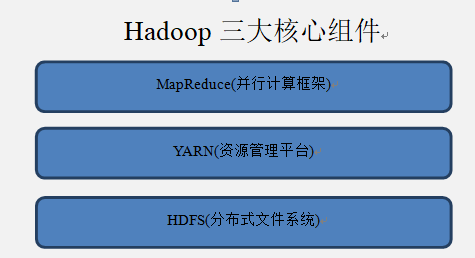 Hadoop 三大核心组件
MapReduce(并行计算框架)
YARN(资源管理平台)
HDFS(分布式文件系统)